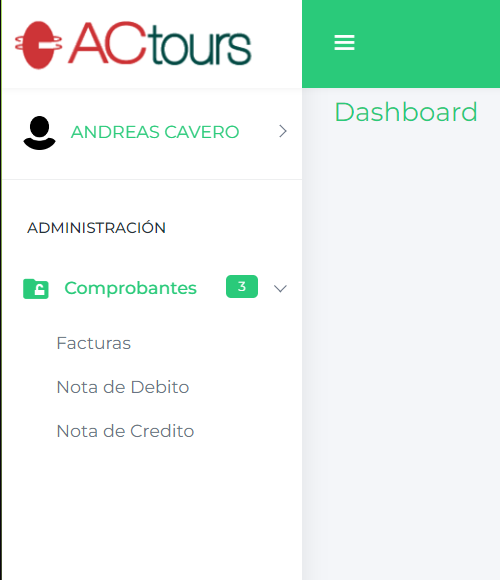 ACtours
Dashboard
ANDREAS CAVERO
ADMINISTRACIÓN
Comprobantes 3
Facturas
Nota de Debito
Nota de Credito